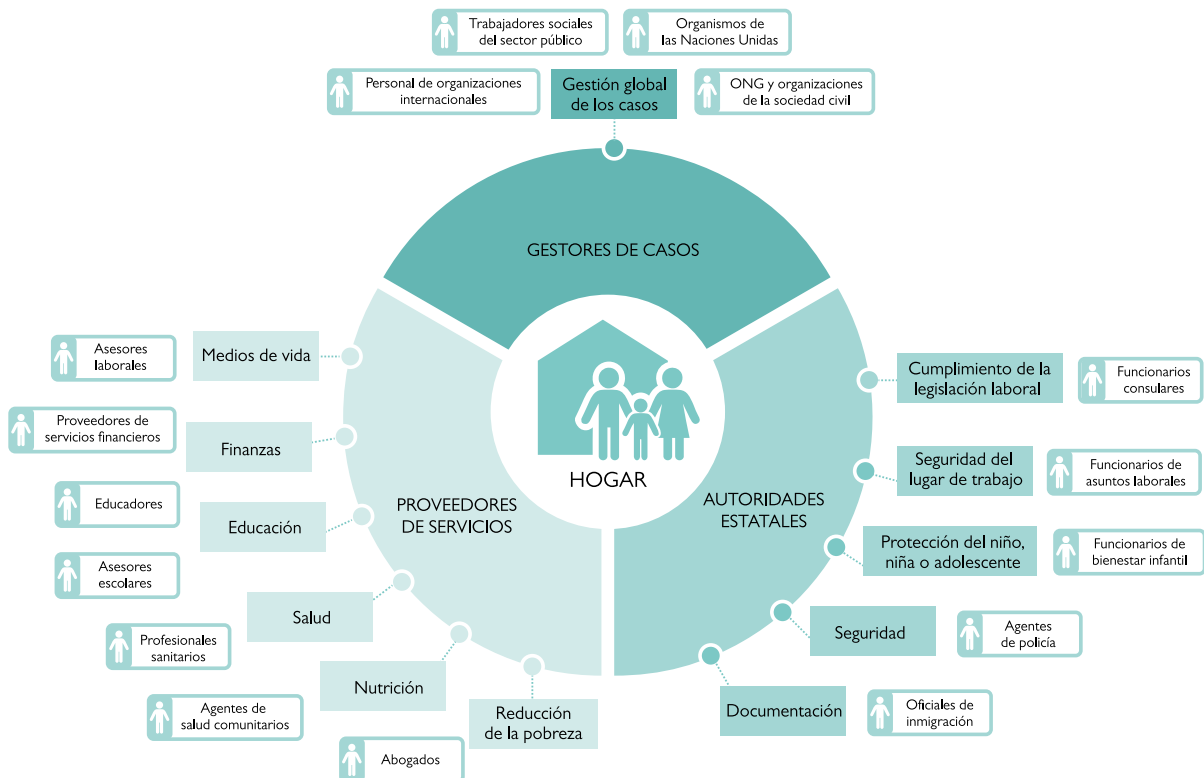 Trabajadores sociales
del sector público
Organismos de
las Naciones Unidas
Personal de organizaciones
internacionales
Gestión global
de los casos
ONG y organizaciones
de la sociedad civil
GESTORES DE CASOS
HOGAR
PROVEEDORES
DE SERVICIOS
AUTORIDADES
ESTATALES
Asesores
laborales
Medios de vida
Proveedores de
servicios financieros
Finanzas
Educadores
Educación
Asesores
escolares
Salud
Profesionales
sanitarios
Nutrición
Agentes de
salud comunitarios
Reducción
de la pobreza
Abogados
Cumplimiento de la
legislación laboral
Funcionarios
consulares
Seguridad del
lugar de trabajo
Funcionarios de
asuntos laborales
Protección del niño,
niña o adolescente
Funcionarios de
bienestar infantil
Seguridad
Agentes
de policía
Documentación
Oficiales de
inmigración